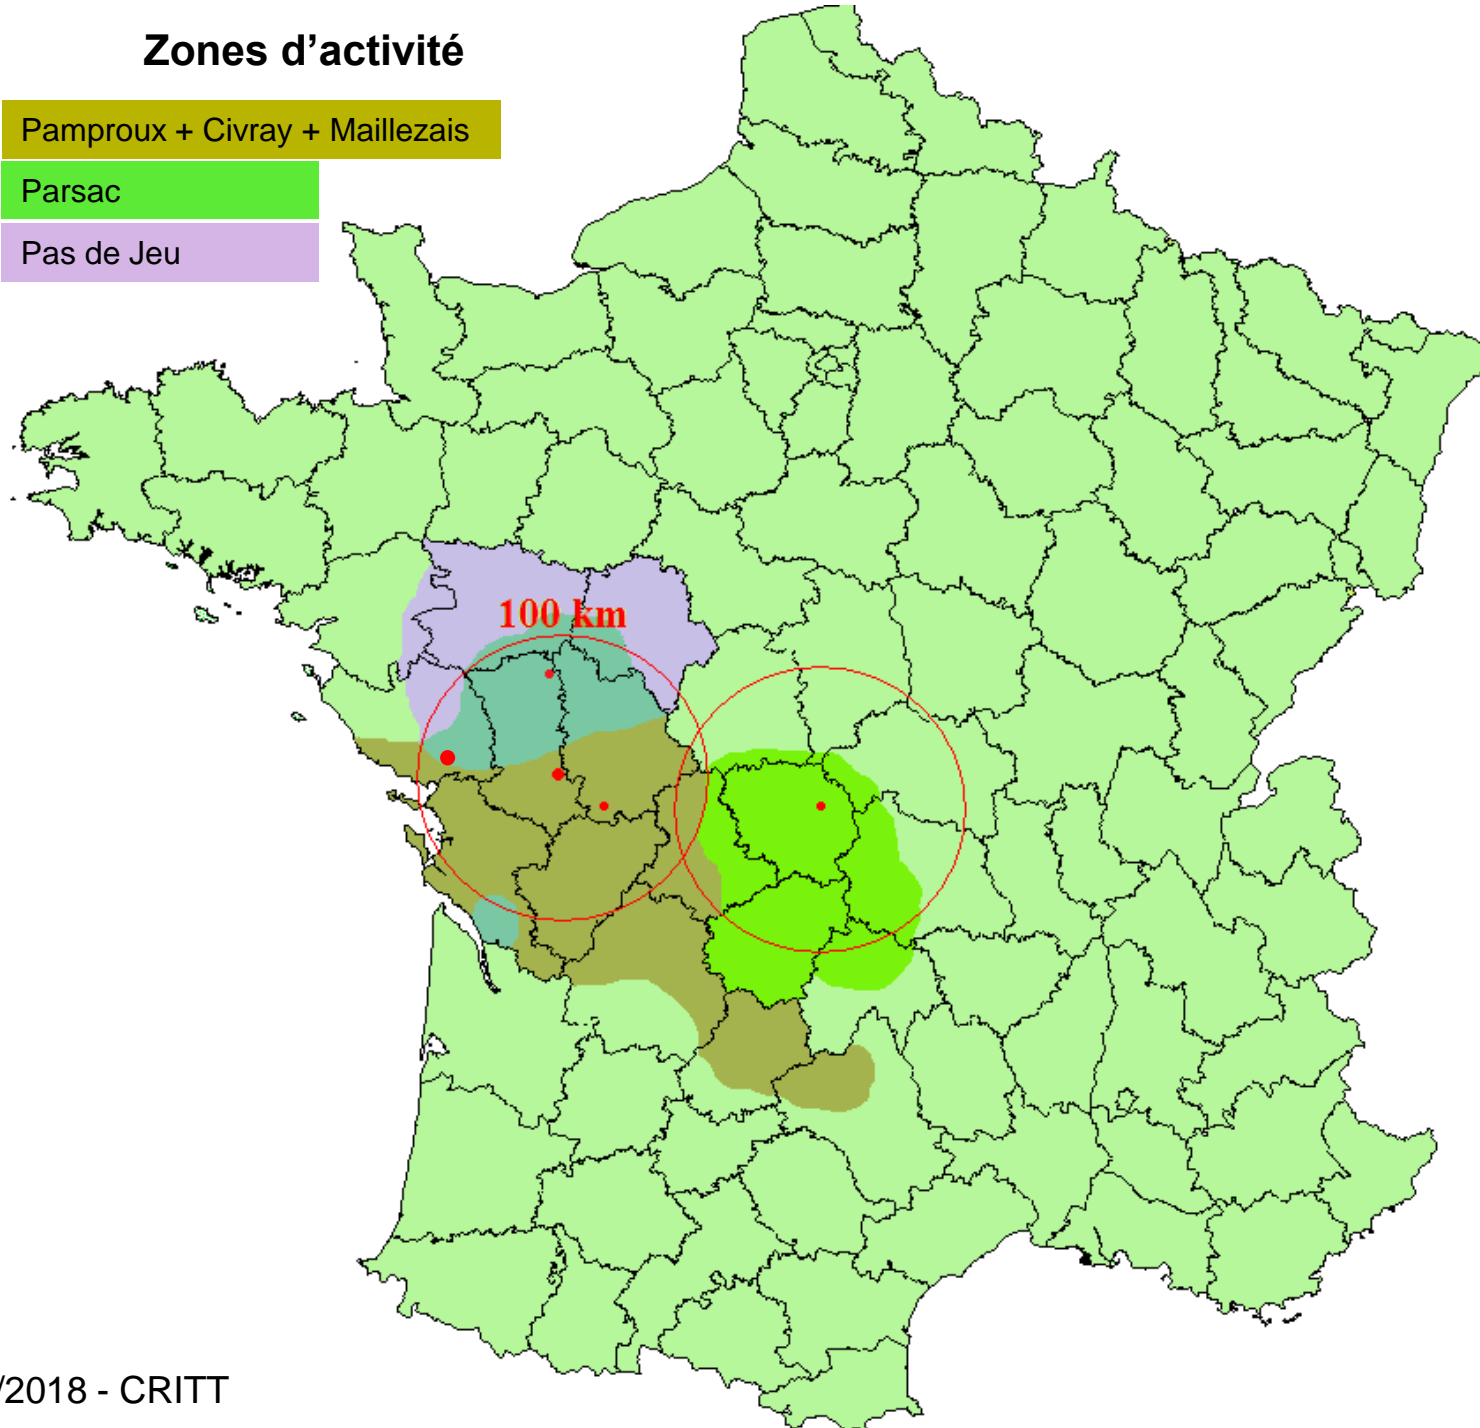 Zones d’activité
Pamproux + Civray + Maillezais
Parsac
Pas de Jeu
100 km
/2018 - CRITT